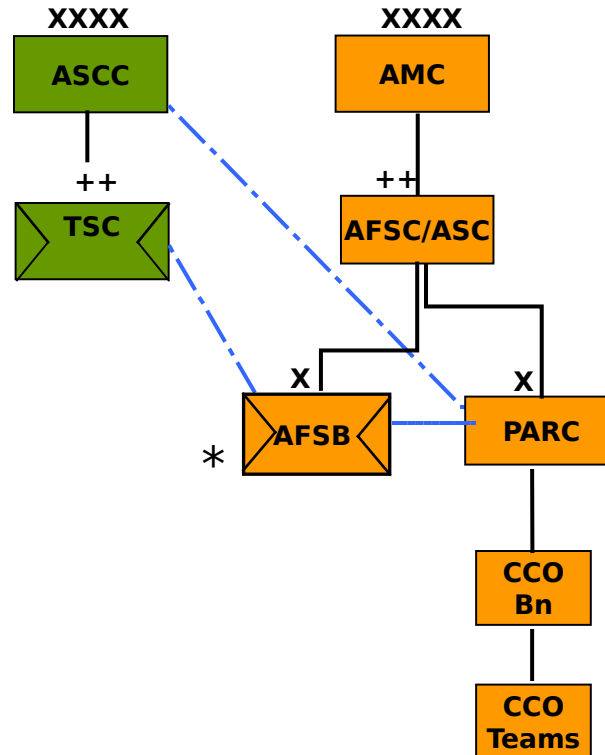 XXXX
XXXX
ASCC
AMC
++
++
TSC
AFSC/ASC
X
X
AFSB
PARC
*
CCO
Bn
CCO
Teams